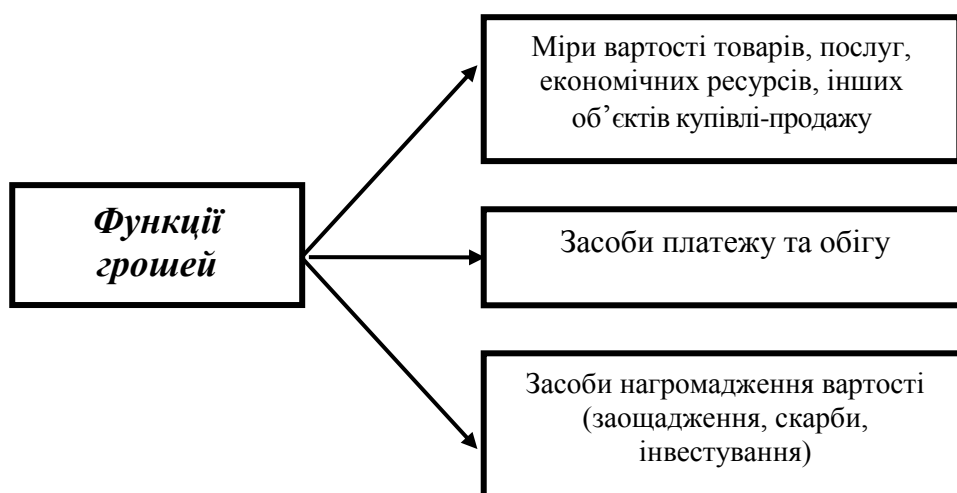 Міри вартості товарів, послуг,
економічних ресурсів, інших
об’єктів купівлі-продажу
Функції
грошей
Засоби платежу та обігу
Засоби нагромадження вартості
(заощадження, скарби,
інвестування)